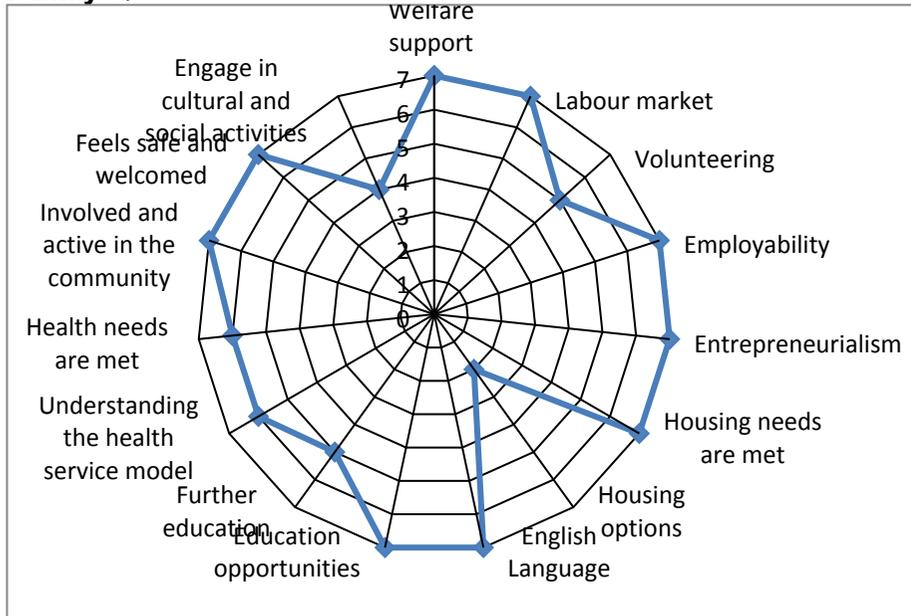 Welfare
support
Labour market
Volunteering
Employability
Entrepreneurialism
Housing needs
are met
Housing
options
English
Language
Education
opportunities
Further
education
Understanding
the health
service model
Health needs
are met
Involved and
active in the
community
Feels safe and
welcomed
Engage in
cultural and
social activities
7
6
5
4
3
2
1
0